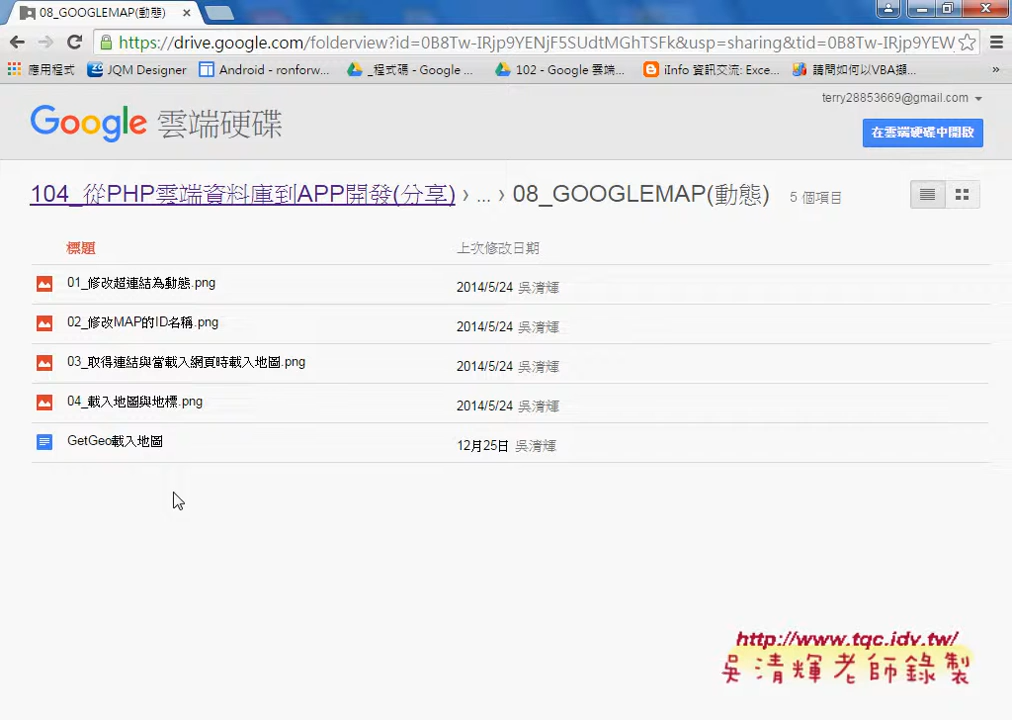 08_GOOGLEMAP(動態)
https://drive.google.com/folderview?id=0B8Tw-IRjp9YENjF5SUdtMGhTSFk&usp=sharing&tid=0B8Tw-IRjp9YEW
應用程式 JQM Designer Android - ronforw... _程式碼 - Google ... 102 - Google 雲端... iInfo 資訊交流: Exce... 請問如何以VBA擷... »
terry28853669@gmail.com
Google 雲端硬碟
在雲端硬碟中開啟
104_從PHP雲端資料庫到APP開發(分享) › ... › 08_GOOGLEMAP(動態) 5 個項目
標題 上次修改日期
01_修改超連結為動態.png 2014/5/24 吳清輝
02_修改MAP的ID名稱.png 2014/5/24 吳清輝
03_取得連結與當載入網頁時載入地圖.png 2014/5/24 吳清輝
04_載入地圖與地標.png 2014/5/24 吳清輝
GetGeo載入地圖 12月25日 吳清輝
http://www.tqc.idv.tw/
吳清輝老師錄製